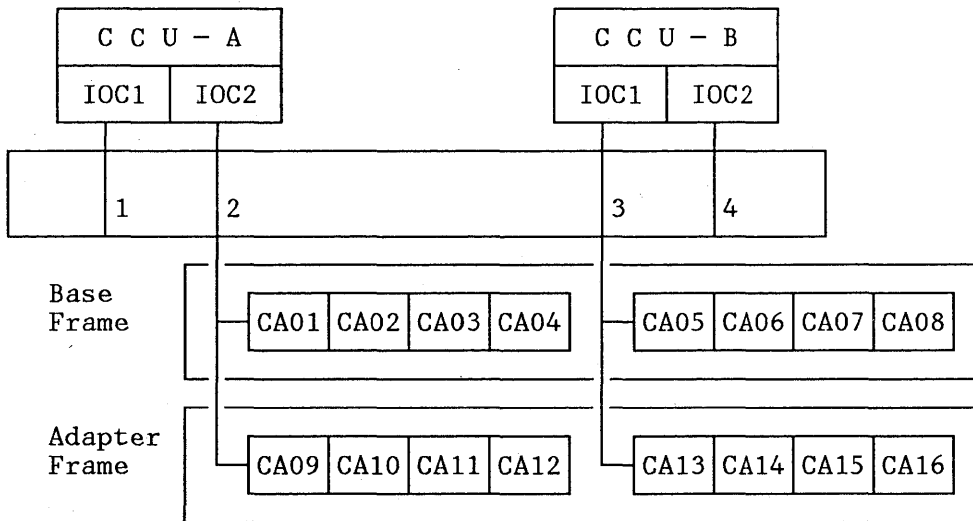 C C U - A C C U - B
IOC1 IOC2 IOC1 IOC2
1 2 3 4
Base
Frame
CA01 CA02 CA03 CA04 CA05 CA06 CA07 CA08
Adapter
Frame
CA09 CA10 CA11 CA12 CA13 CA14 CA15 CA16